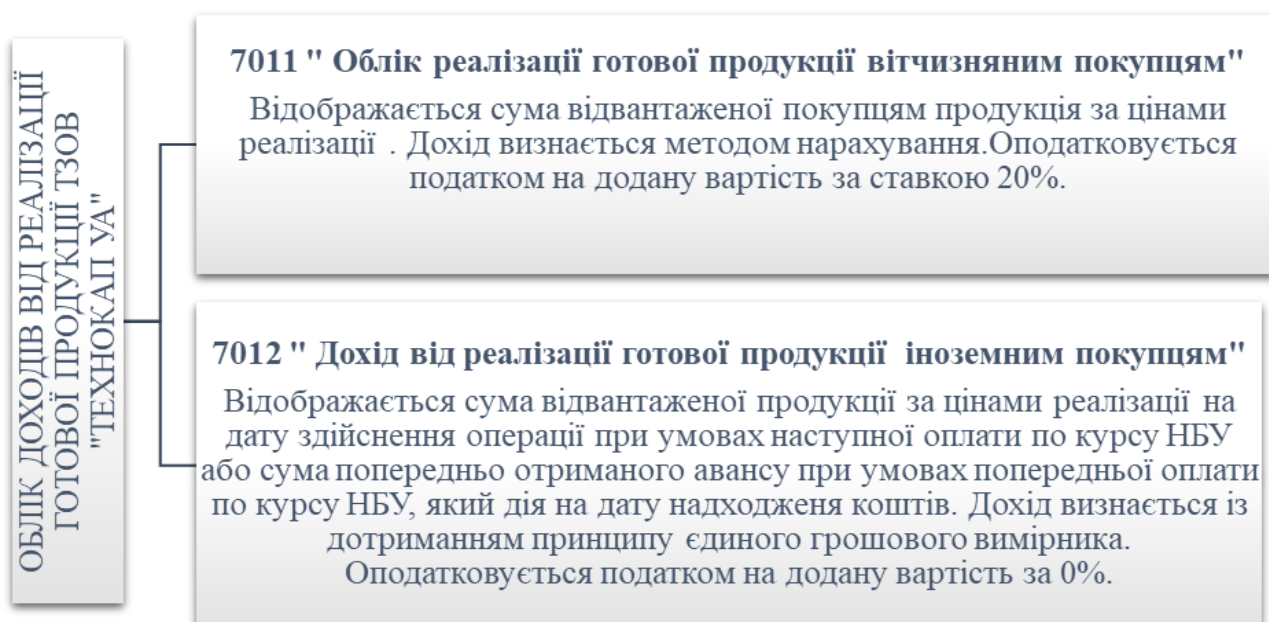 ОБЛІК ДОХОДІВ ВІД РЕАЛІЗАЦІЇ
ГОТОВОЇ ПРОДУКЦІЇ ТЗОВ
"ТЕХНОКАП УА"
7011 " Облік реалізації готової продукції вітчизняним покупцям"
Відображається сума відвантаженої покупцям продукція за цінами
реалізації . Дохід визнається методом нарахування.Оподатковується
податком на додану вартість за ставкою 20%.
7012 " Дохід від реалізації готової продукції іноземним покупцям"
Відображається сума відвантаженої продукції за цінами реалізації на
дату здійснення операції при умовах наступної оплати по курсу НБУ
або сума попередньо отриманого авансу при умовах попередньої оплати
по курсу НБУ, який дія на дату надходженя коштів. Дохід визнається із
дотриманням принципу єдиного грошового вимірника.
Оподатковується податком на додану вартість за 0%.